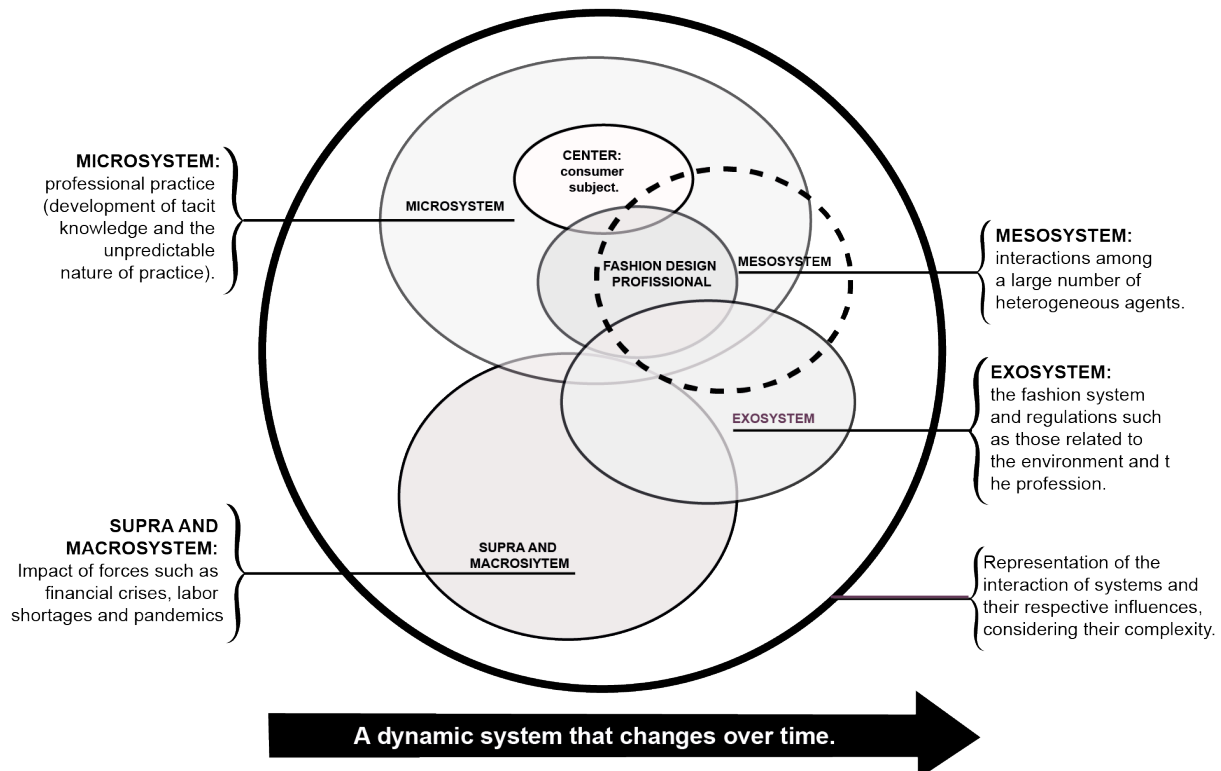 MICROSYSTEM:
professional practice
(development of tacit
knowledge and the
unpredictable
nature of practice).
CENTER:
consumer
subject.
MICROSYSTEM
FASHION DESIGN
PROFISSIONAL
MESOSYSTEM
MESOSYSTEM:
interactions among
a large number of
heterogeneous agents.
EXOSYSTEM
EXOSYSTEM:
the fashion system
and regulations such
as those related to
the environment and t
he profession.
SUPRA AND
MACROSYSTEM:
Impact of forces such as
financial crises, labor
shortages and pandemics
SUPRA AND
MACROSIYTEM
Representation of the
interaction of systems and
their respective influences,
considering their complexity.
A dynamic system that changes over time.